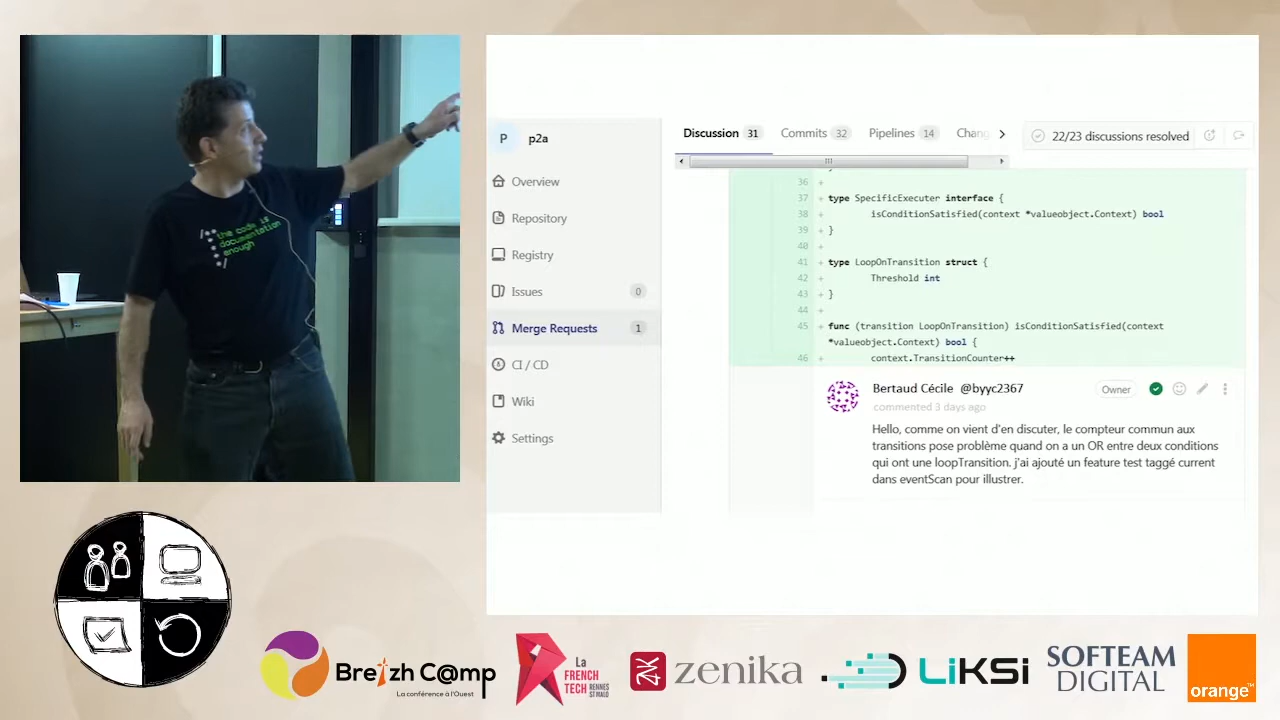 /**
* the code is
* documentation
* enough
*/
P p2a
Overview
Repository
Registry
Issues 0
Merge Requests 1
CI / CD
Wiki
Settings
Discussion 31 Commits 32 Pipelines 14 Chang
22/23 discussions resolved
36 +
37 + type SpecificExecuter interface {
38 + isConditionSatisfied(context *valueobject.Context) bool
39 + }
40 +
41 + type LoopOnTransition struct {
42 + Threshold int
43 + }
44 +
45 + func (transition LoopOnTransition) isConditionSatisfied(context
*valueobject.Context) bool {
46 + context.TransitionCounter++
Bertaud Cécile @byyc2367 Owner
commented 3 days ago
Hello, comme on vient d'en discuter, le compteur commun aux
transitions pose problème quand on a un OR entre deux conditions
qui ont une loopTransition. j'ai ajouté un feature test taggé current
dans eventScan pour illustrer.
Breizh C@mp
La conférence à l'Ouest
La
FRENCH
TECH RENNES
ST MALO
zenika
LiKSi
SOFTEAM
DIGITAL
orange™